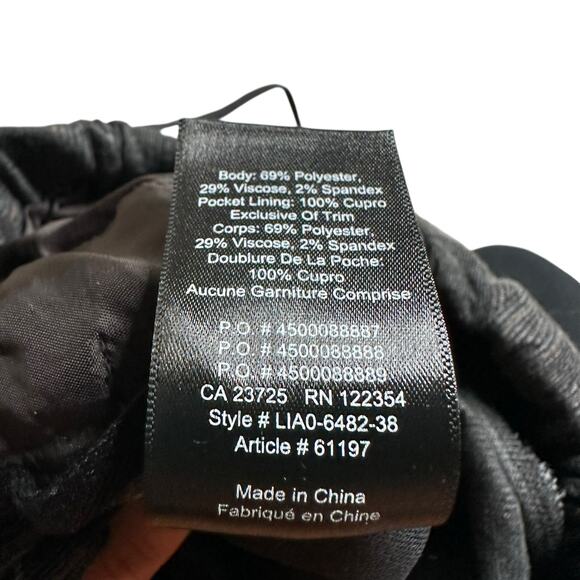 Body: 69% Polyester,
29% Viscose, 2% Spandex
Pocket Lining: 100% Cupro
Exclusive Of Trim
Corps: 69% Polyester,
29% Viscose, 2% Spandex
Doublure De La Poche:
100% Cupro
Aucune Garniture Comprise
P.O. # 4500088887
P.O. # 4500088888
P.O. # 4500088889
CA 23725 RN 122354
Style # LIA0-6482-38
Article # 61197
Made in China
Fabriqué en Chine